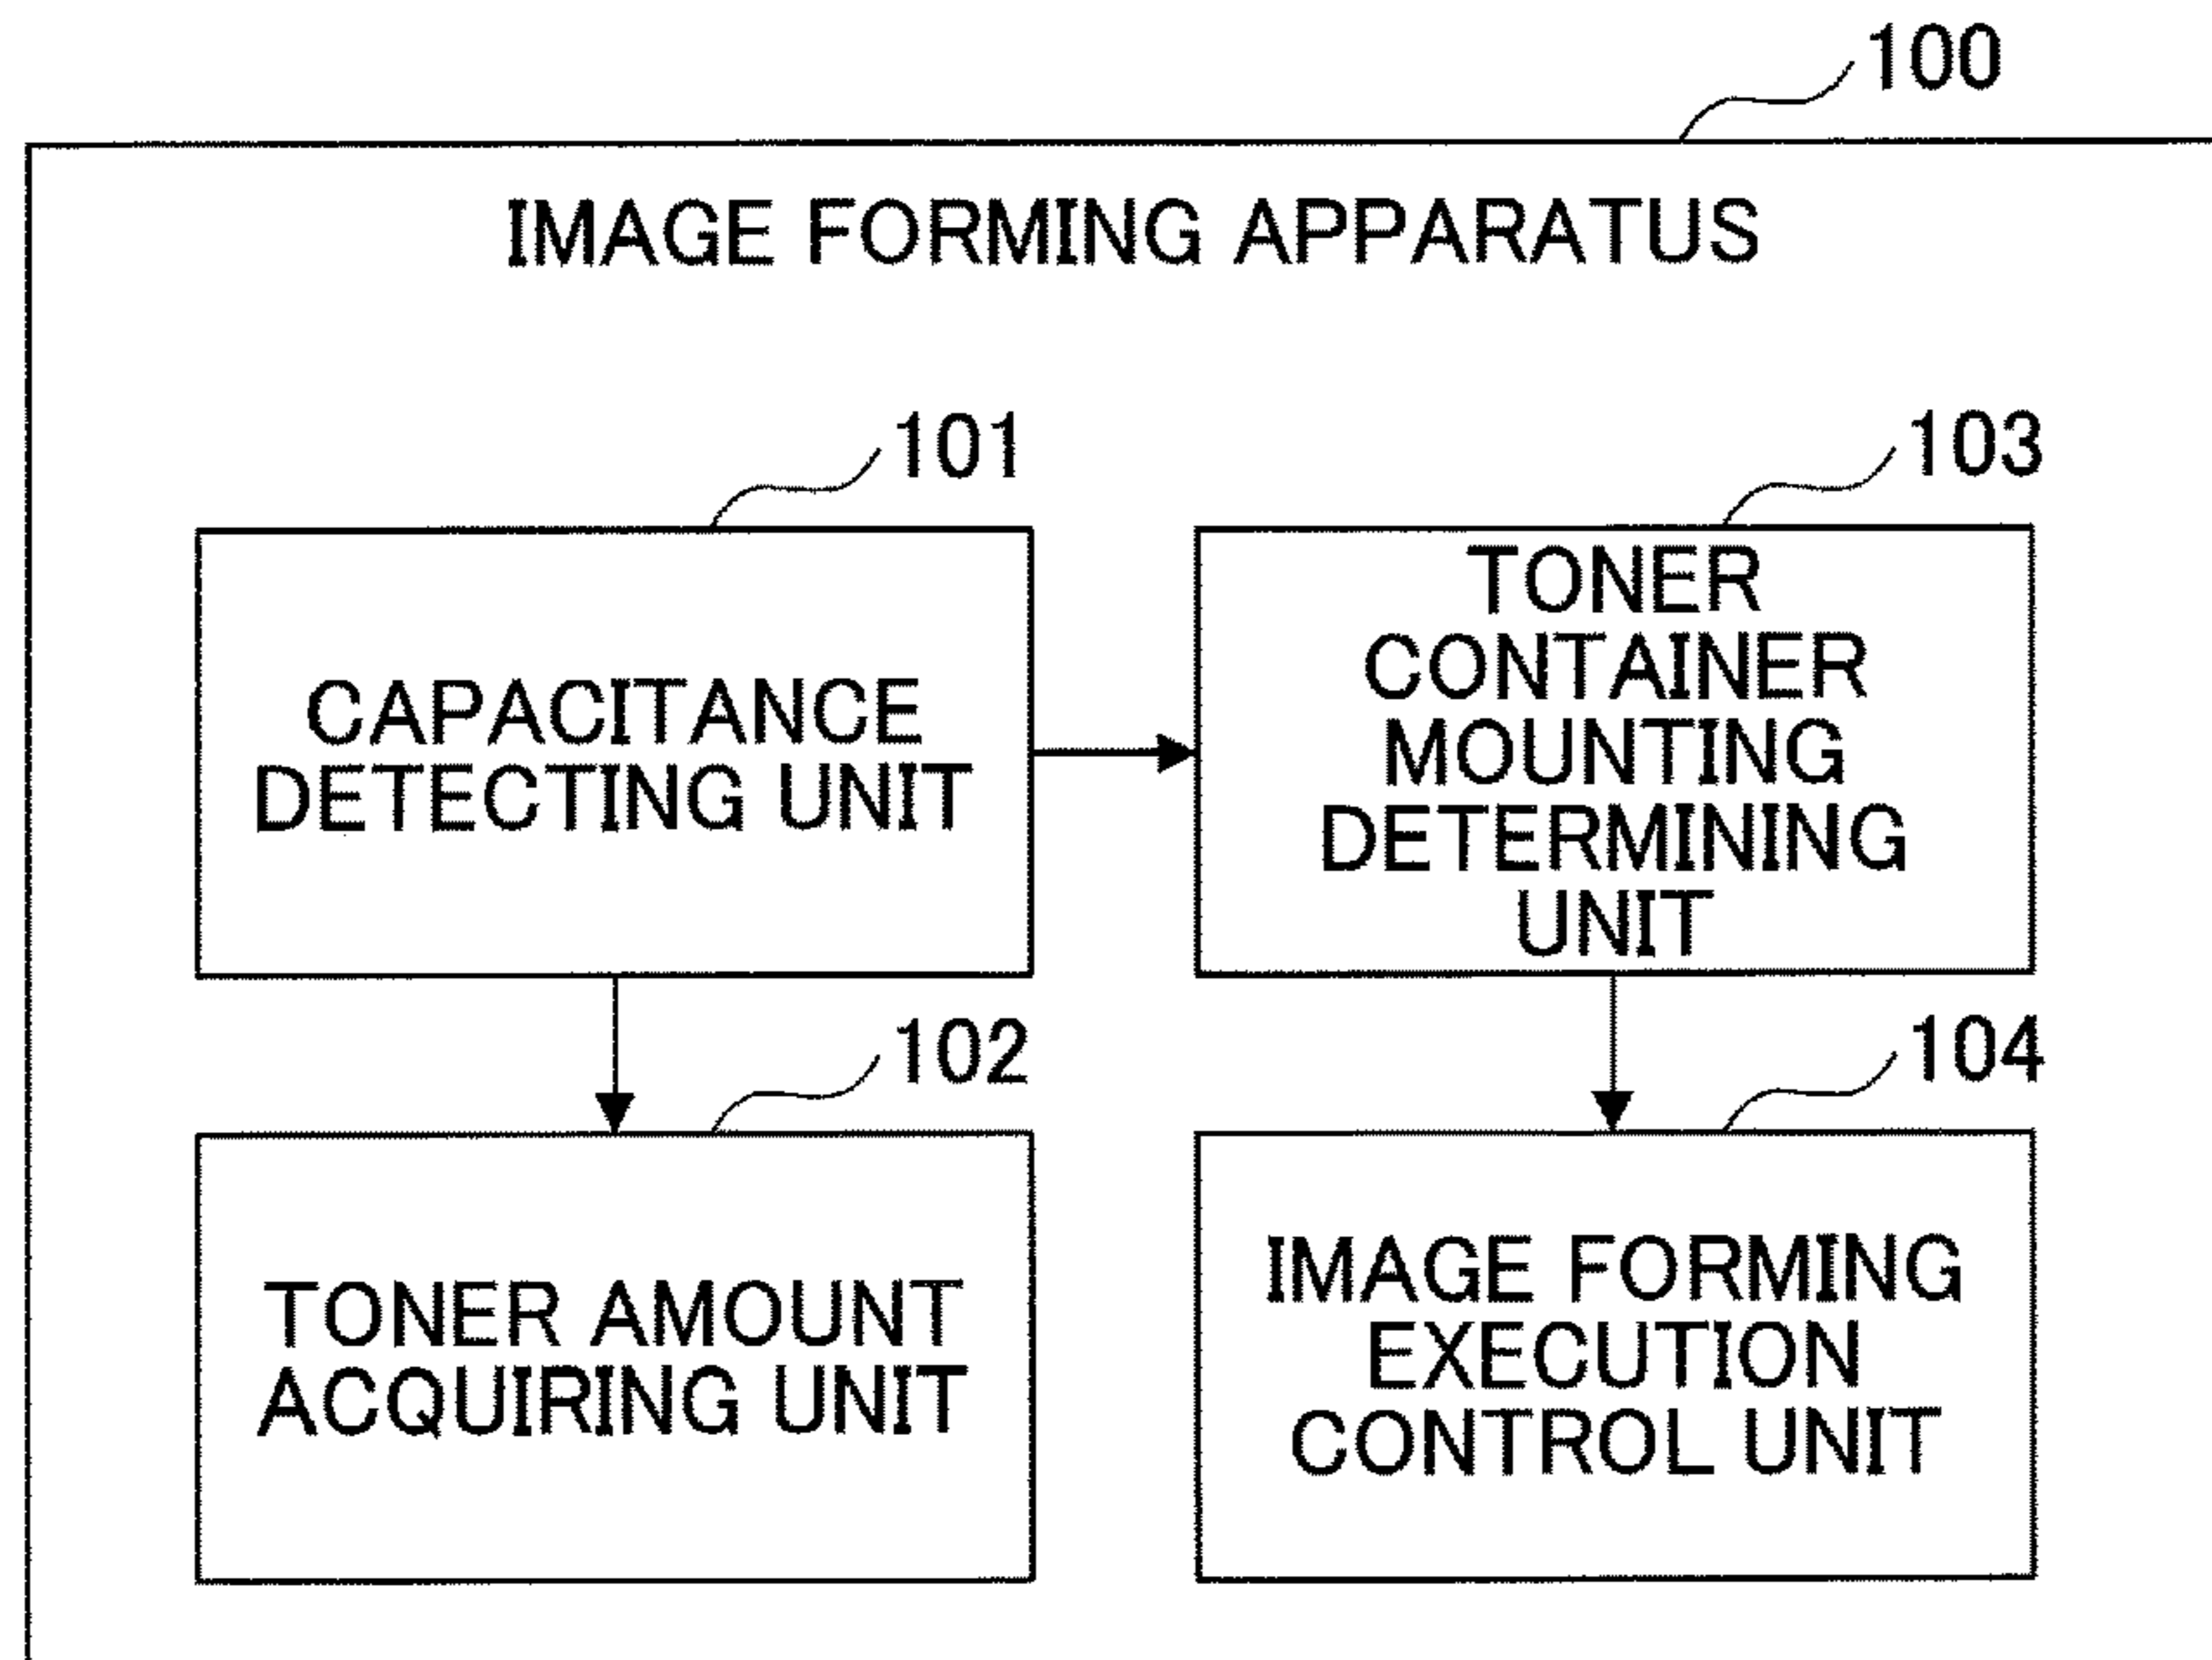 100
IMAGE FORMING APPARATUS
101
CAPACITANCE
DETECTING UNIT
103
TONER
CONTAINER
MOUNTING
DETERMINING
UNIT
102
TONER AMOUNT
ACQUIRING UNIT
104
IMAGE FORMING
EXECUTION
CONTROL UNIT